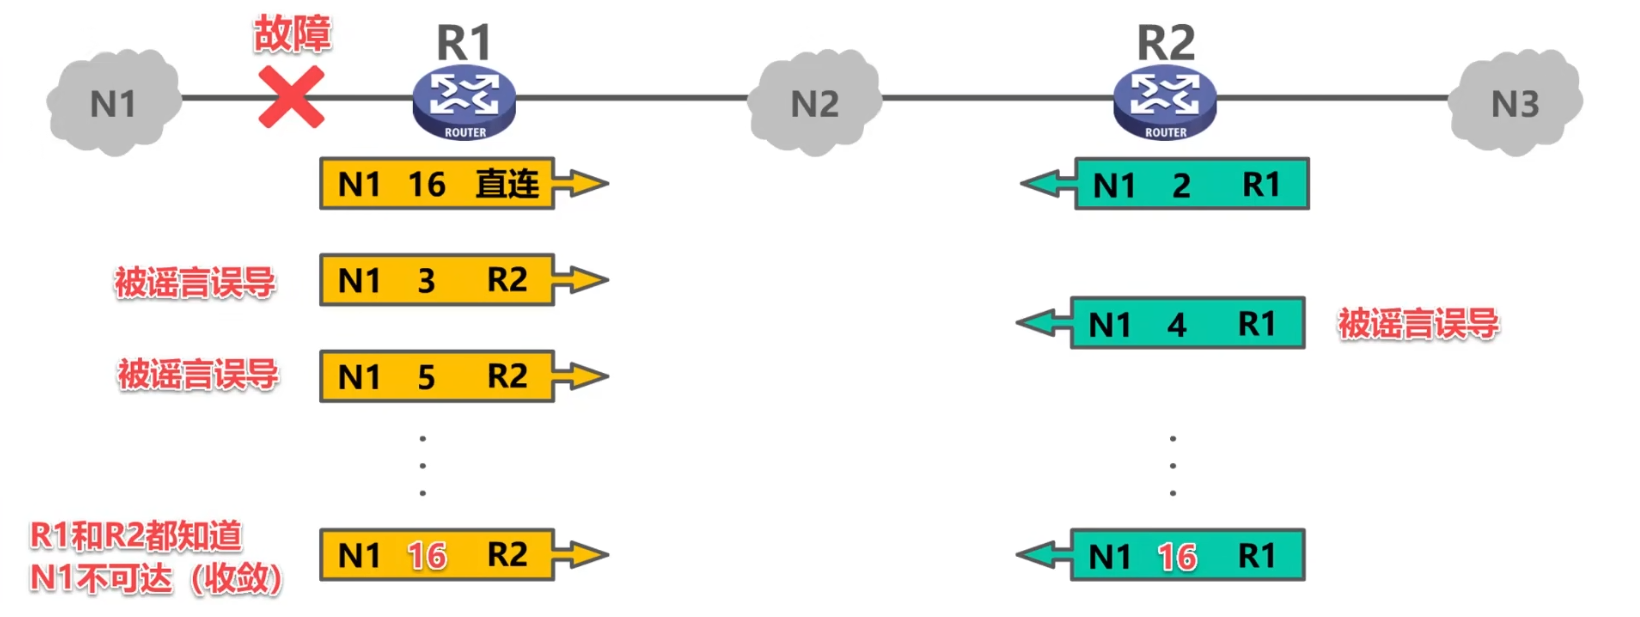 故障
R1
R2
N1
N2
N3
ROUTER
ROUTER
N1 16 直连
N1 2 R1
被谣言误导
N1 3 R2
N1 4 R1
被谣言误导
被谣言误导
N1 5 R2
R1和R2都知道
N1不可达（收敛）
N1 16 R2
N1 16 R1